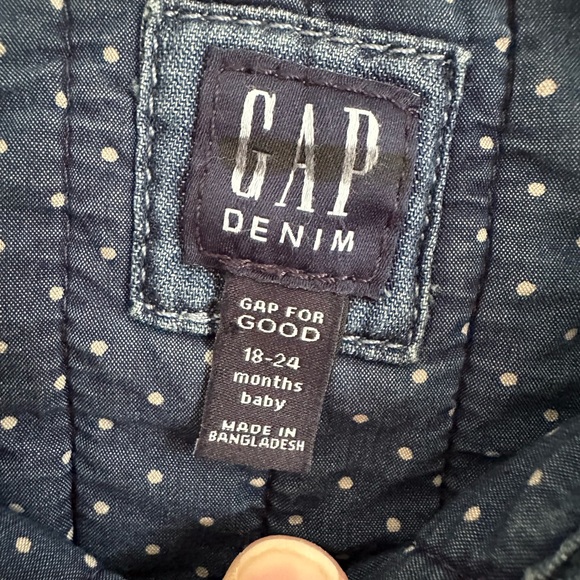 GAP
DENIM
GAP FOR
GOOD
18-24
months
baby
MADE IN
BANGLADESH